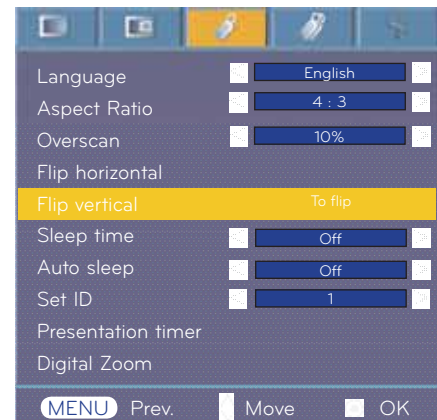 Language English
Aspect Ratio 4 : 3
Overscan 10%
Flip horizontal
Flip vertical To flip
Sleep time Off
Auto sleep Off
Set ID 1
Presentation timer
Digital Zoom
MENU Prev. Move OK